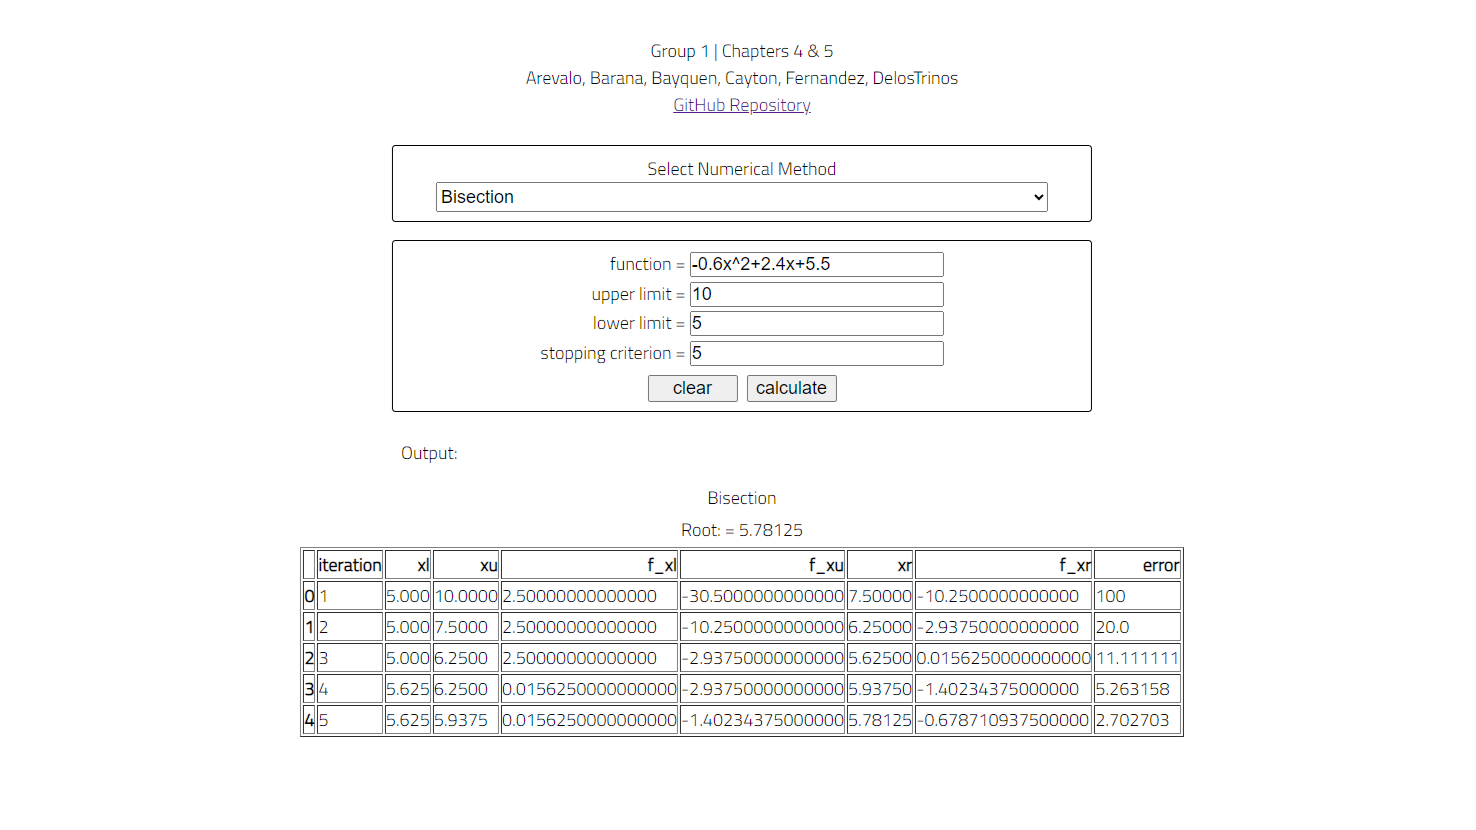 Group 1 | Chapters 4 & 5
Arevalo, Barana, Bayquen, Cayton, Fernandez, DelosTrinos
GitHub Repository
Select Numerical Method
Bisection
function = -0.6x^2+2.4x+5.5
upper limit = 10
lower limit = 5
stopping criterion = 5
clear calculate
Output:
Bisection
Root: = 5.78125
iteration xl xu f_xl f_xu xr f_xr error
0 1 5.000 10.0000 2.50000000000000 -30.5000000000000 7.50000 -10.2500000000000 100
1 2 5.000 7.5000 2.50000000000000 -10.2500000000000 6.25000 -2.93750000000000 20.0
2 3 5.000 6.2500 2.50000000000000 -2.93750000000000 5.62500 0.0156250000000000 11.111111
3 4 5.625 6.2500 0.0156250000000000 -2.93750000000000 5.93750 -1.40234375000000 5.263158
4 5 5.625 5.9375 0.0156250000000000 -1.40234375000000 5.78125 -0.678710937500000 2.702703